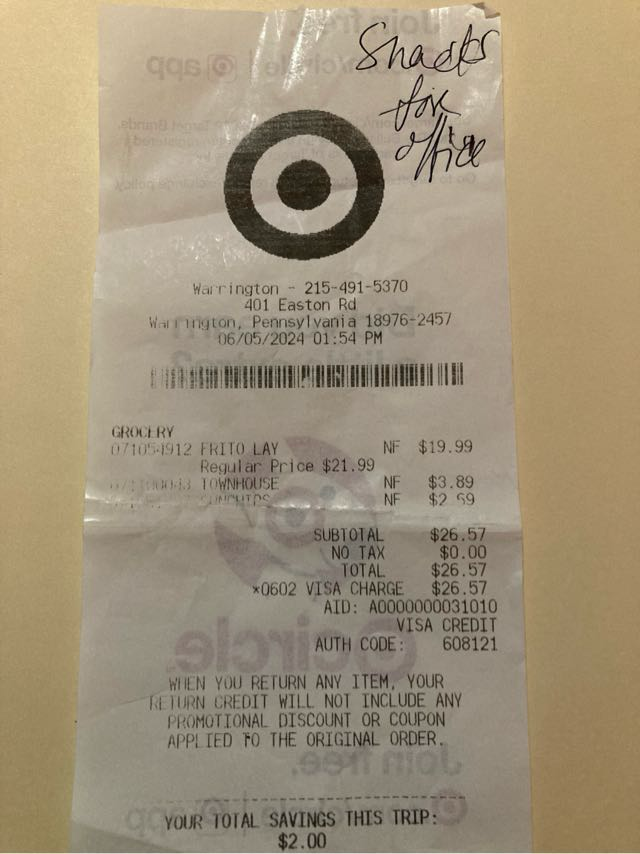 Snacks
for
office
Warrington - 215-491-5370
401 Easton Rd
Warrington, Pennsylvania 18976-2457
06/05/2024 01:54 PM
GROCERY
071054912 FRITO LAY NF $19.99
Regular Price $21.99
TOWNHOUSE NF $3.89
SUNCHIPS NF $2.69
SUBTOTAL $26.57
NO TAX $0.00
TOTAL $26.57
*0602 VISA CHARGE $26.57
AID: A0000000031010
VISA CREDIT
AUTH CODE: 608121
WHEN YOU RETURN ANY ITEM, YOUR
RETURN CREDIT WILL NOT INCLUDE ANY
PROMOTIONAL DISCOUNT OR COUPON
APPLIED TO THE ORIGINAL ORDER.
YOUR TOTAL SAVINGS THIS TRIP:
$2.00